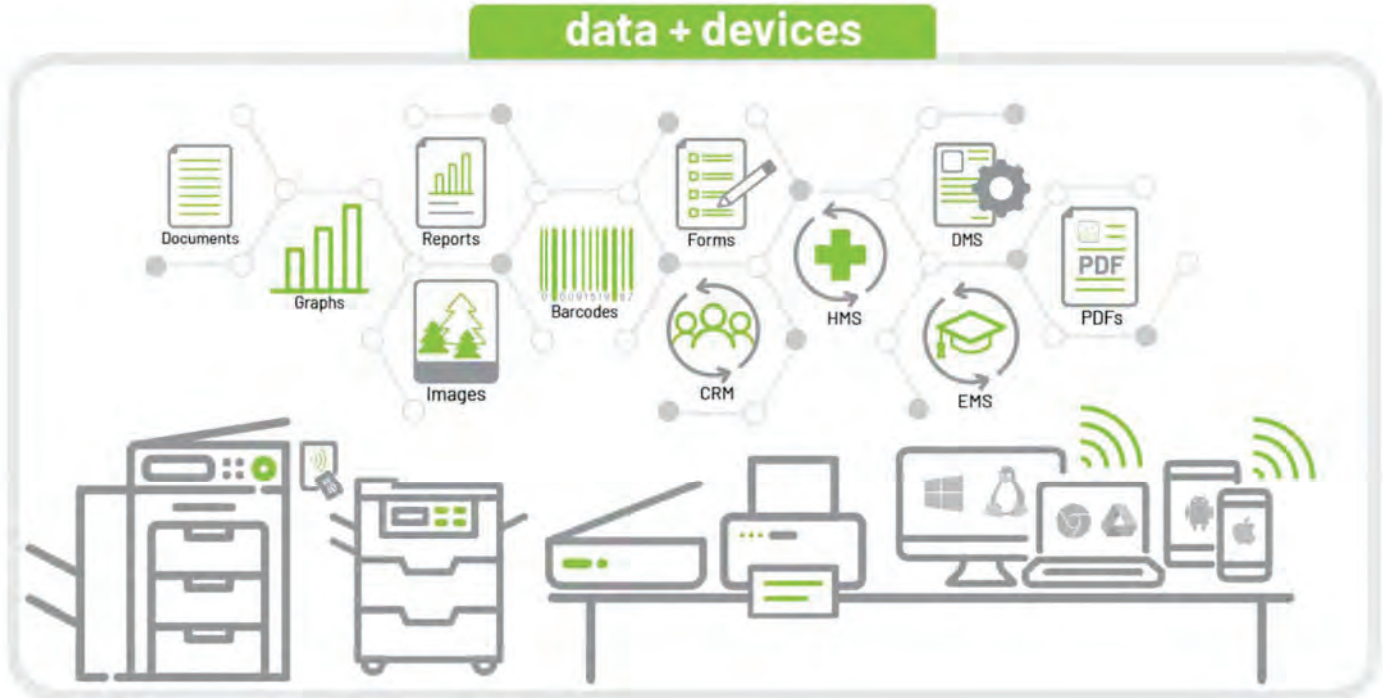 data + devices
Documents
Graphs
Reports
Images
Barcodes
Forms
CRM
HMS
DMS
EMS
PDF
PDFs